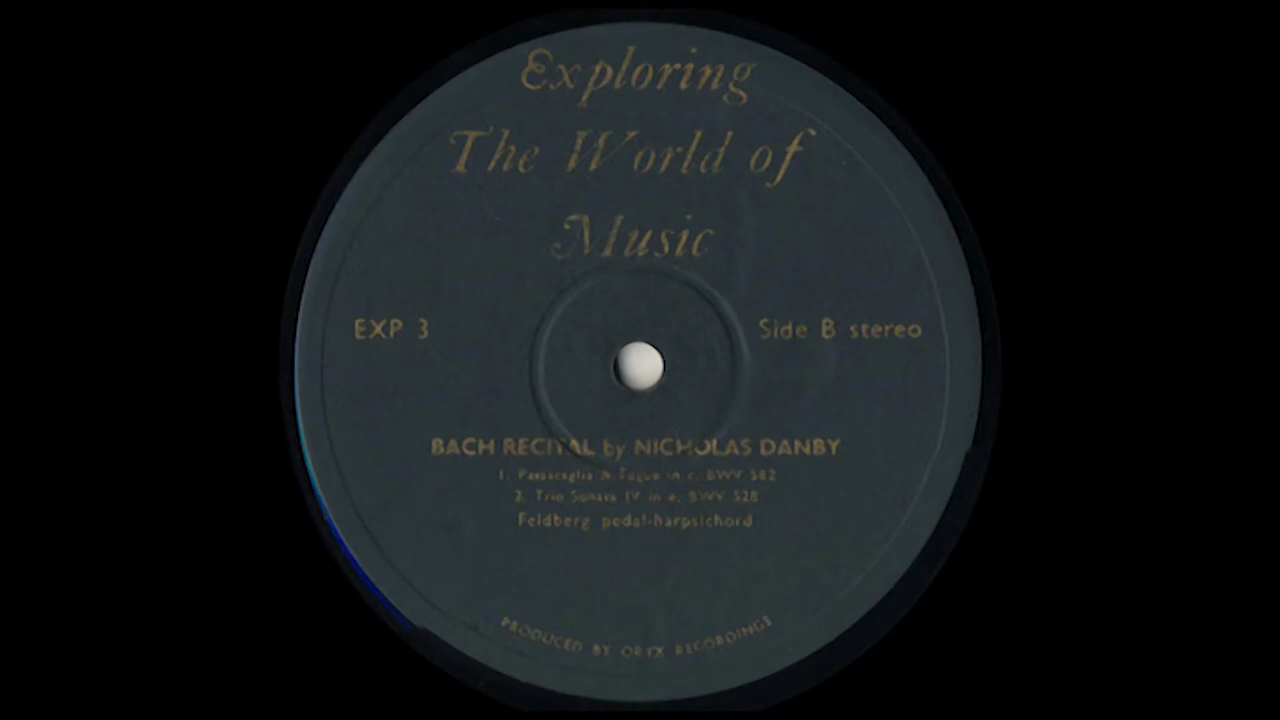 Exploring
The World of
Music
EXP 3
Side B stereo
BACH RECITAL by NICHOLAS DANBY
1. Passacaglia & Fugue in c, BWV 582
2. Trio Sonata IV in e, BWV 528
Feldberg pedal-harpsichord
PRODUCED BY ORYX RECORDINGS